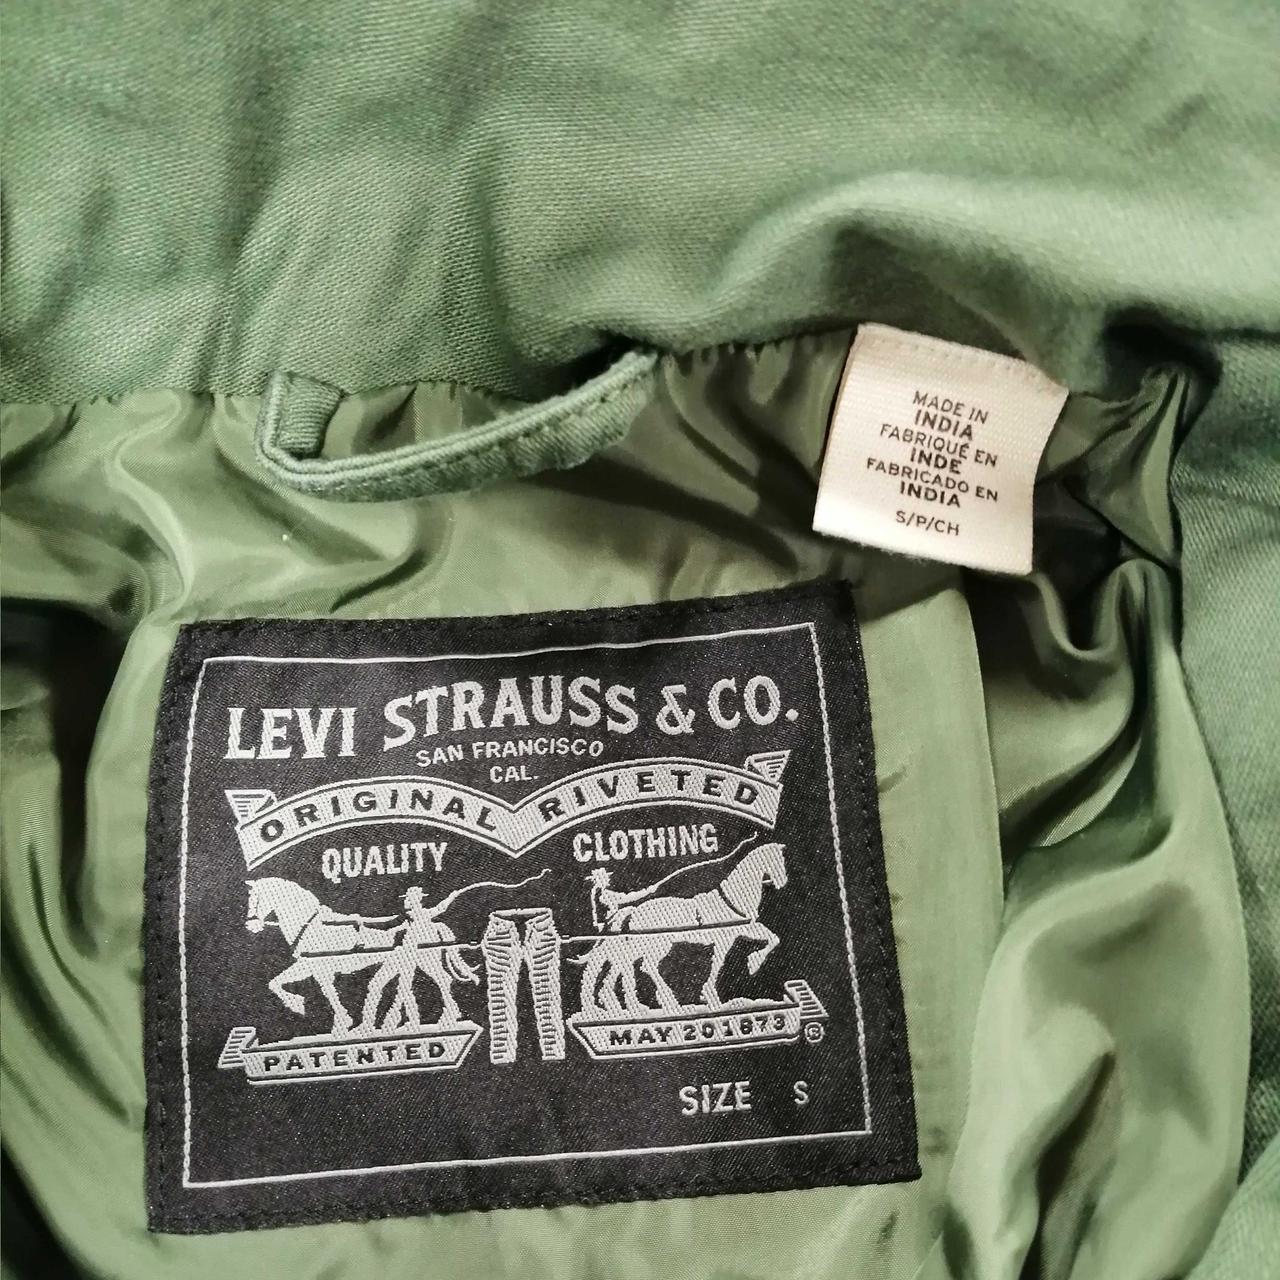 MADE IN
INDIA
FABRIQUÉ EN
INDE
FABRICADO EN
INDIA
S/P/CH
LEVI STRAUSS & CO.
SAN FRANCISCO
CAL.
ORIGINAL RIVETED
QUALITY CLOTHING
PATENTED MAY 20 1873 ®
SIZE S